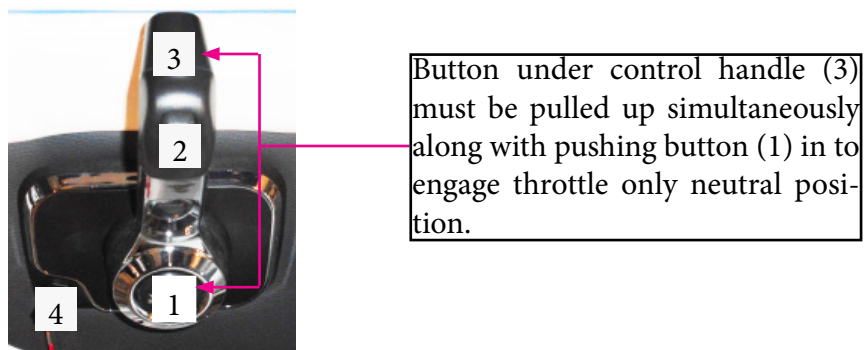 3
2
1
4
Button under control handle (3)
must be pulled up simultaneously
along with pushing button (1) in to
engage throttle only neutral posi-
tion.